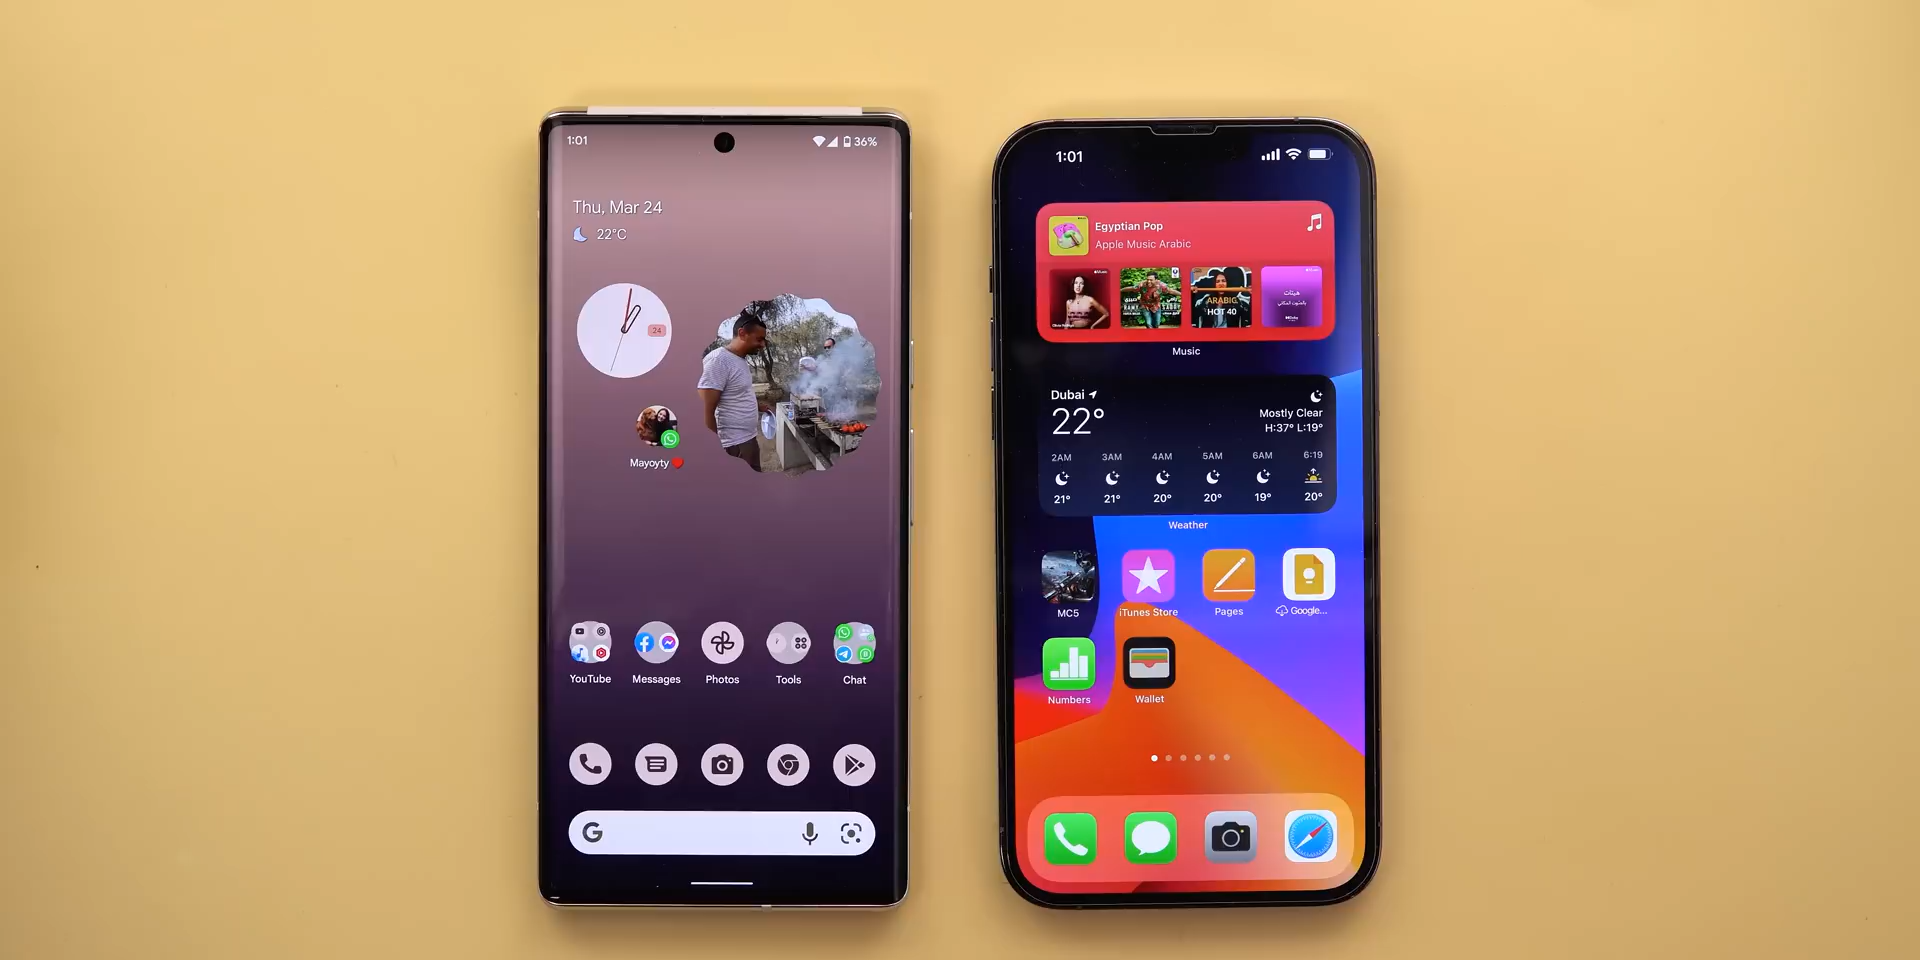 1:01
36%
Thu, Mar 24
22°C
24
Mayoyty
YouTube
Messages
Photos
Tools
Chat
G
1:01
Egyptian Pop
Apple Music Arabic
ARABIC
HOT 40
Music
Dubai
22°
Mostly Clear
H:37° L:19°
2AM 3AM 4AM 5AM 6AM 6:19
21° 21° 20° 20° 19° 20°
Weather
MC5
iTunes Store
Pages
Google...
Numbers
Wallet